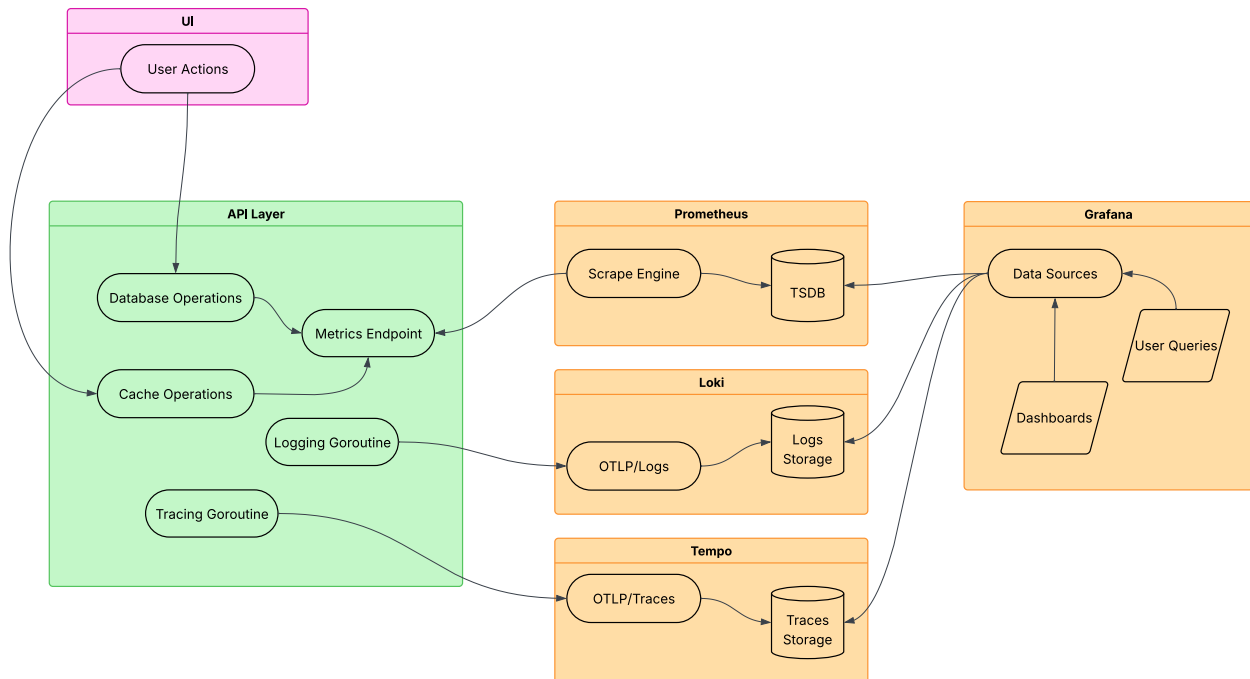 UI
User Actions
API Layer
Database Operations
Metrics Endpoint
Cache Operations
Logging Goroutine
Tracing Goroutine
Prometheus
Scrape Engine
TSDB
Loki
OTLP/Logs
Logs
Storage
Tempo
OTLP/Traces
Traces
Storage
Grafana
Data Sources
User Queries
Dashboards